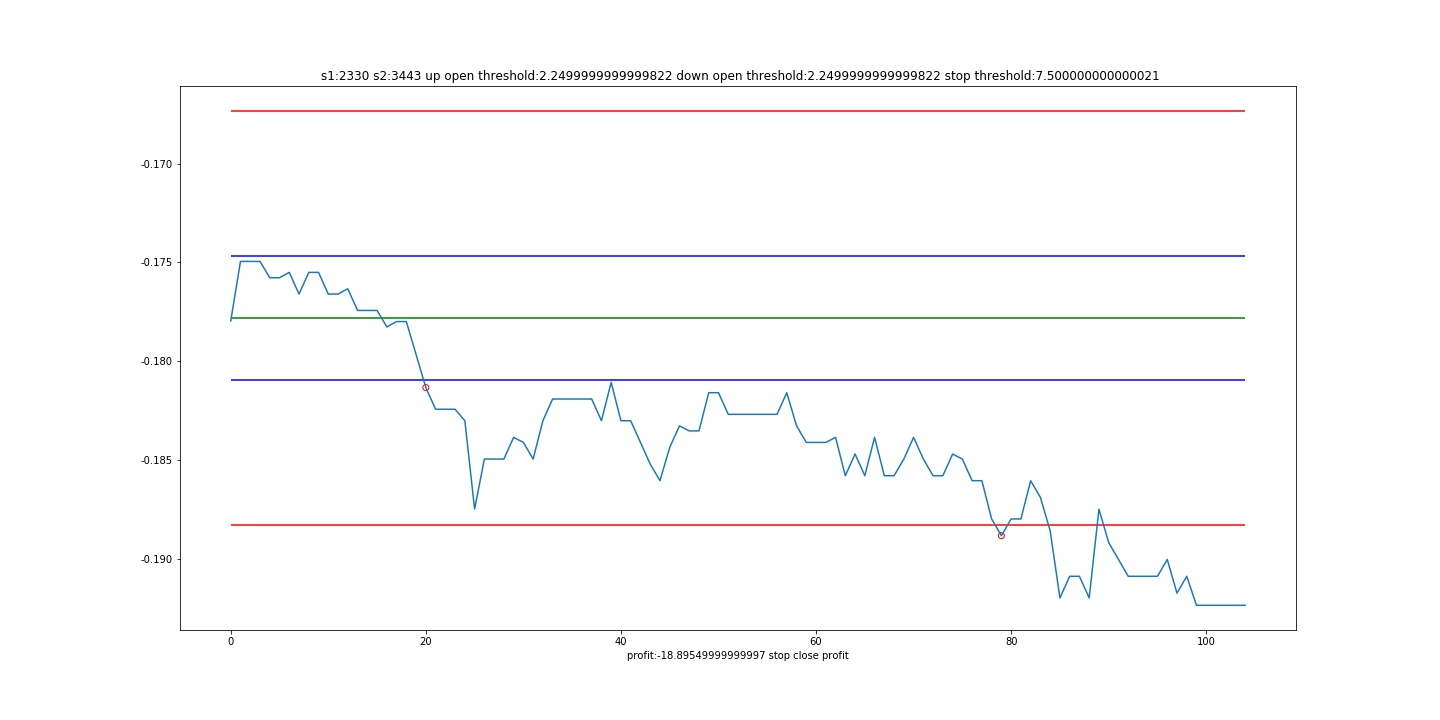 s1:2330 s2:3443 up open threshold:2.2499999999999822 down open threshold:2.2499999999999822 stop threshold:7.500000000000021
-0.170
-0.175
-0.180
-0.185
-0.190
0 20 40 60 80 100
profit:-18.89549999999997 stop close profit